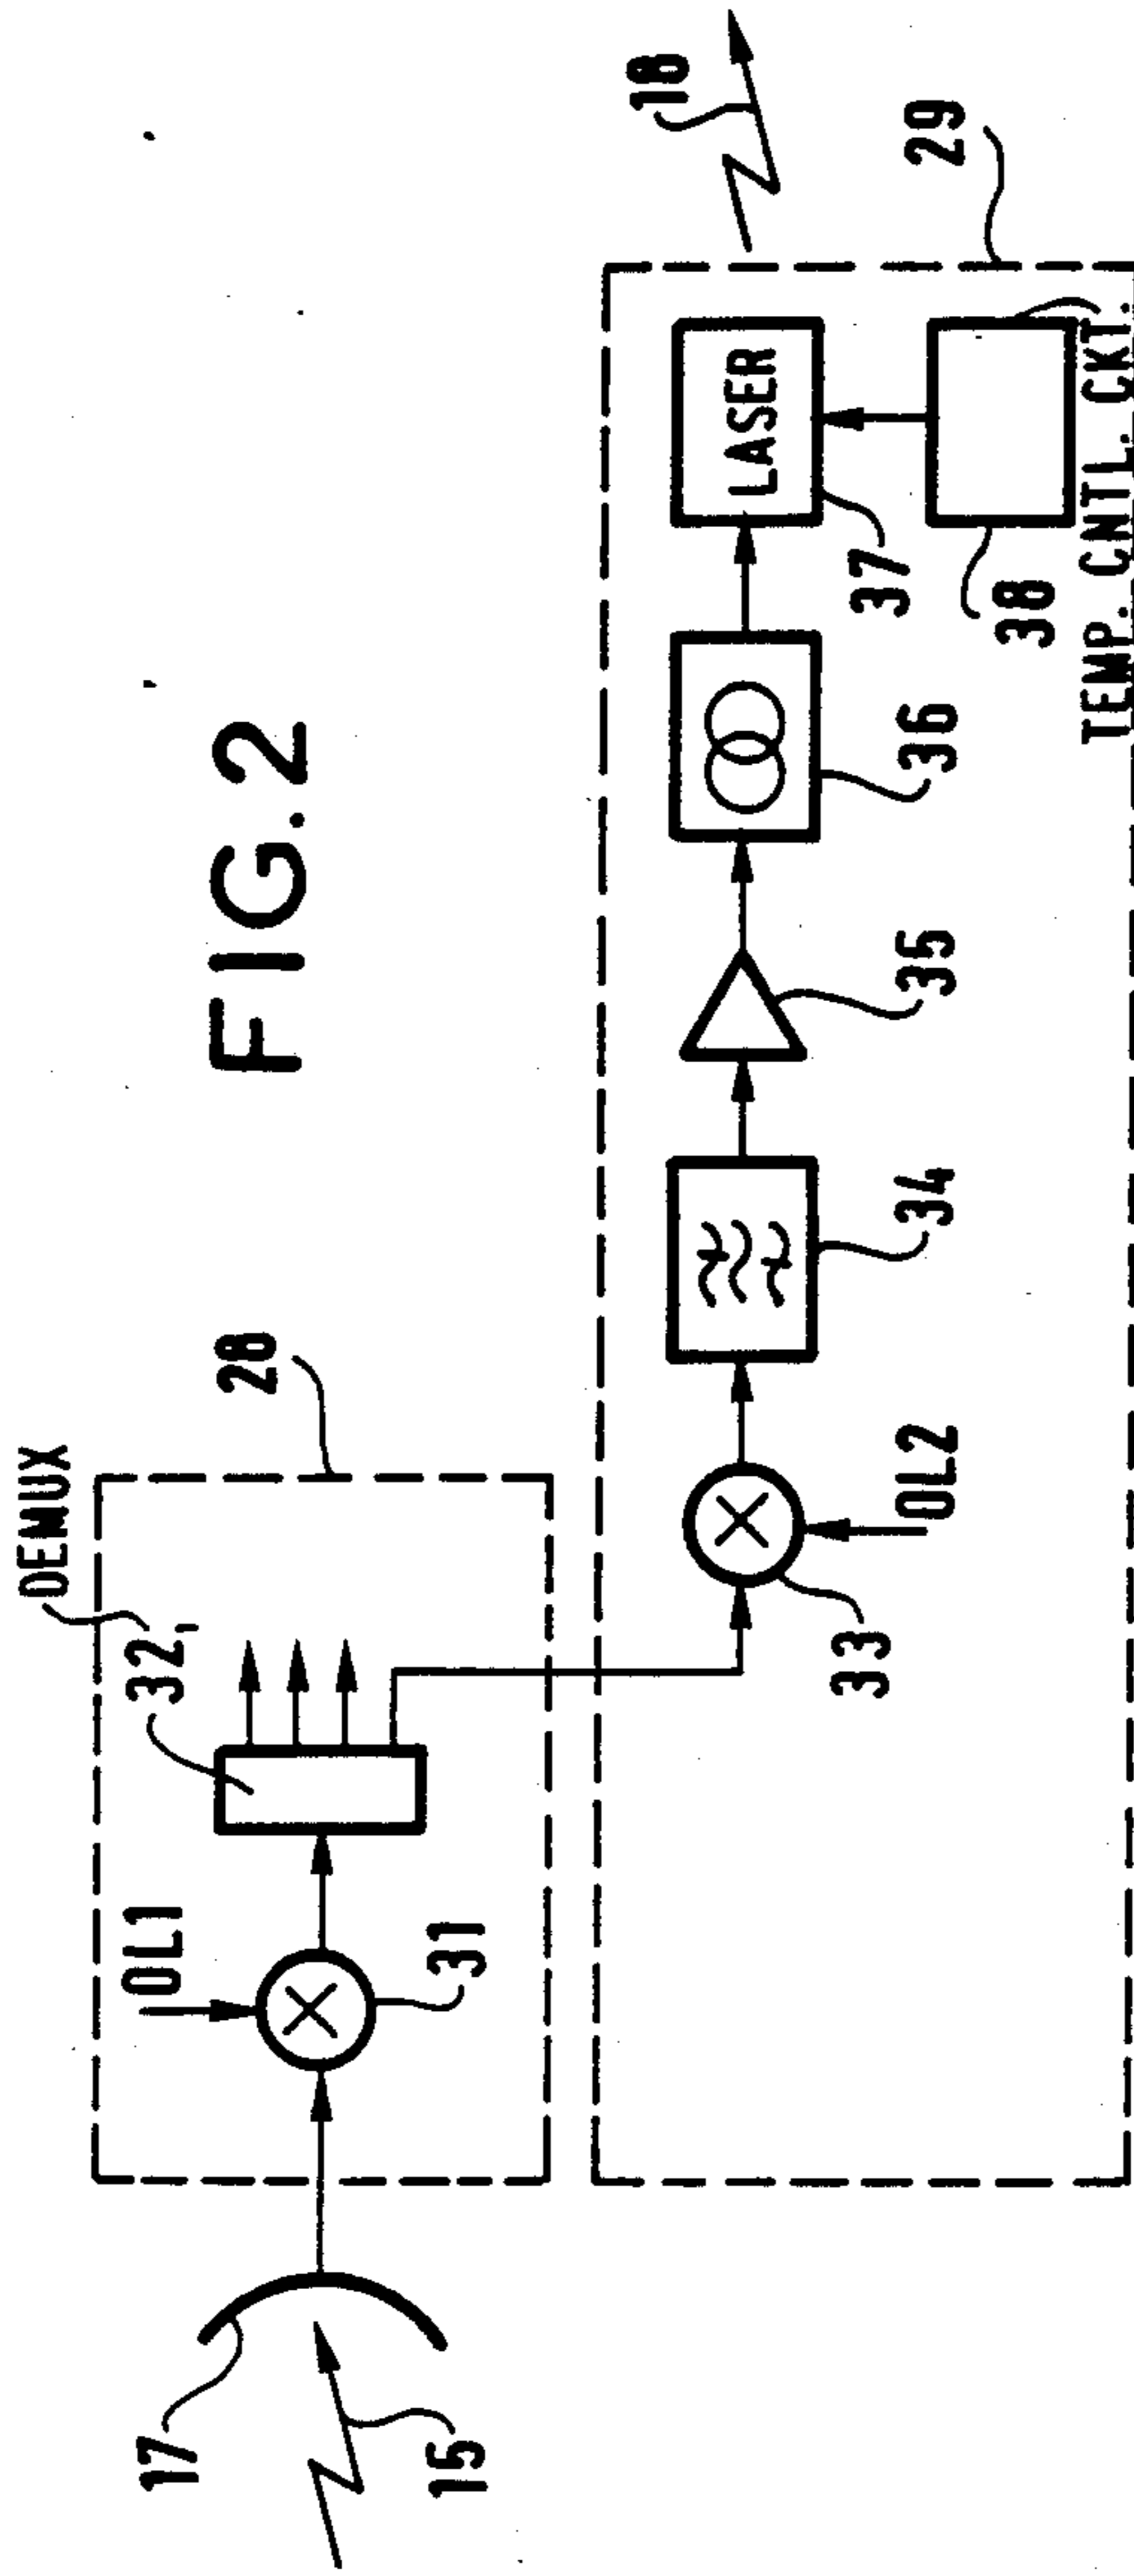 FIG.2
DEMUX
32
28
OL1
31
17
15
18
29
LASER
37
38
TEMP. CNTL. CKT.
36
35
34
OL2
33